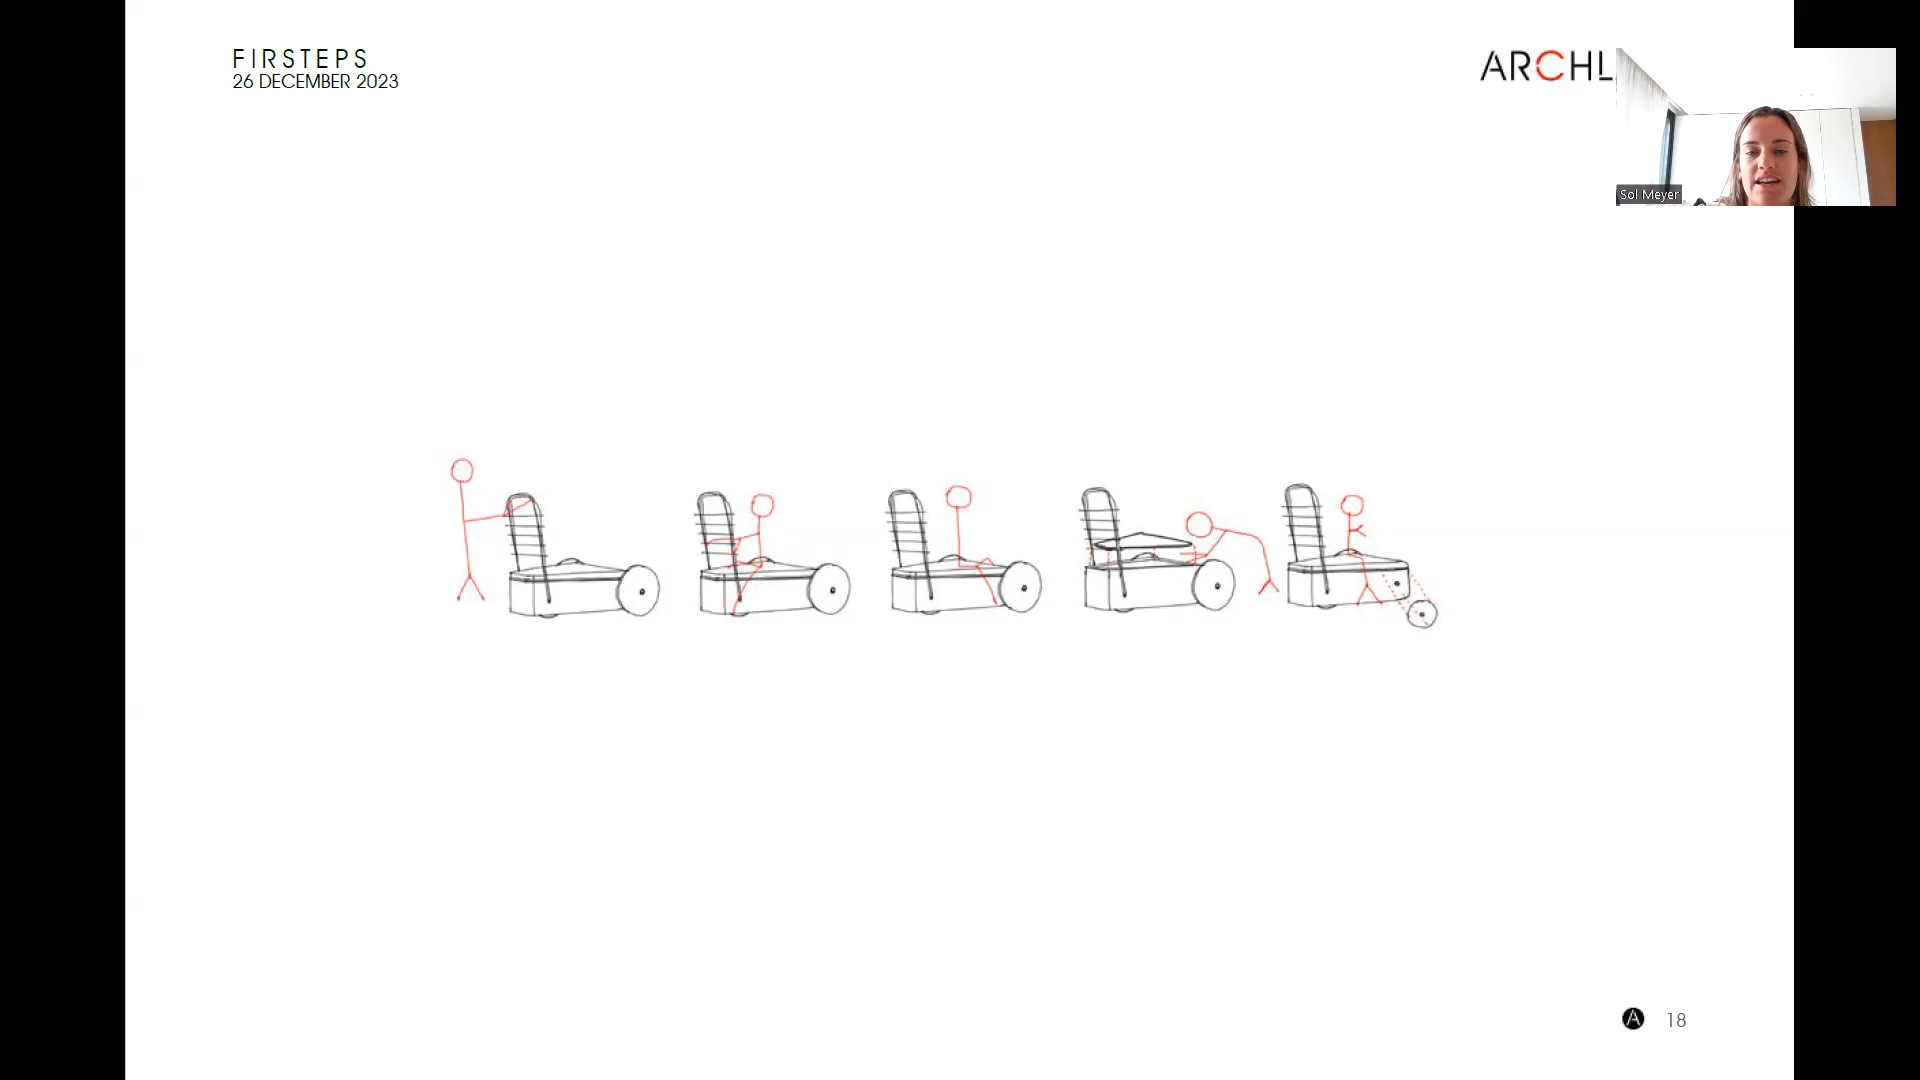 FIRSTEPS
26 DECEMBER 2023
ARCHL
Sol Meyer
A 18